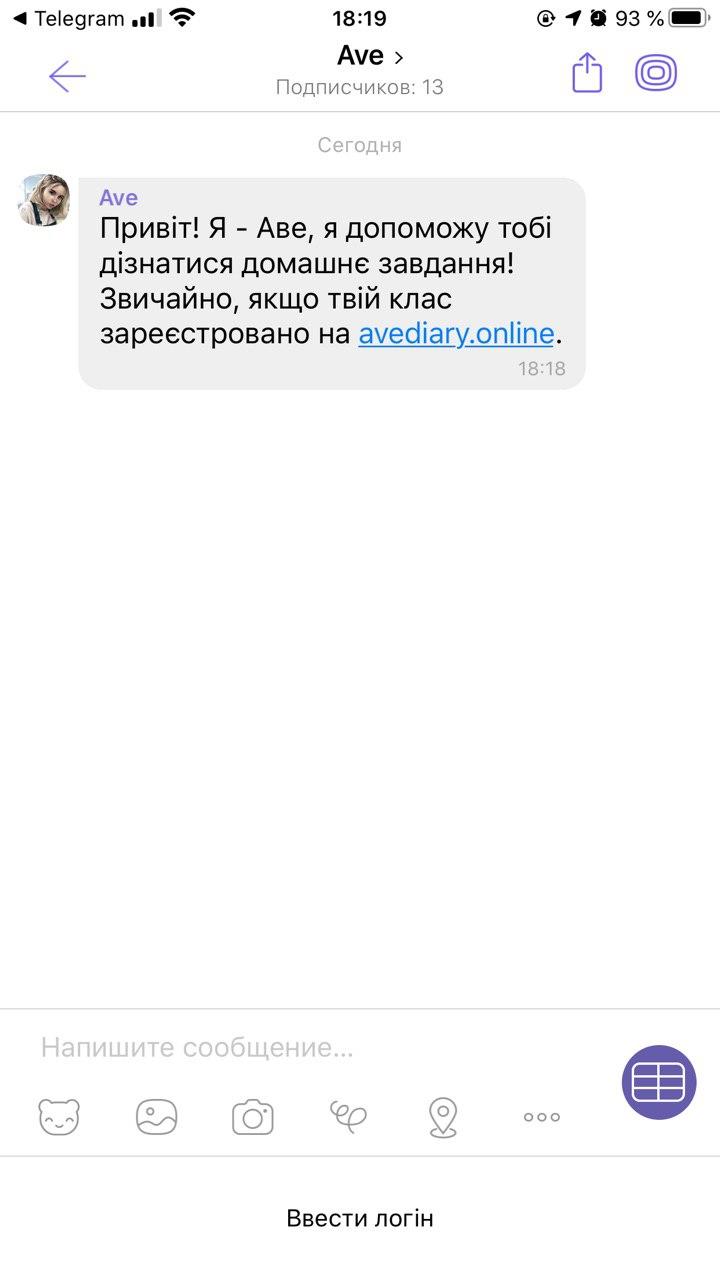 Telegram 18:19 93 %
Ave
Подписчиков: 13
Сегодня
Ave
Привіт! Я - Аве, я допоможу тобі
дізнатися домашнє завдання!
Звичайно, якщо твій клас
зареєстровано на avediary.online.
18:18
Напишите сообщение...
Ввести логін